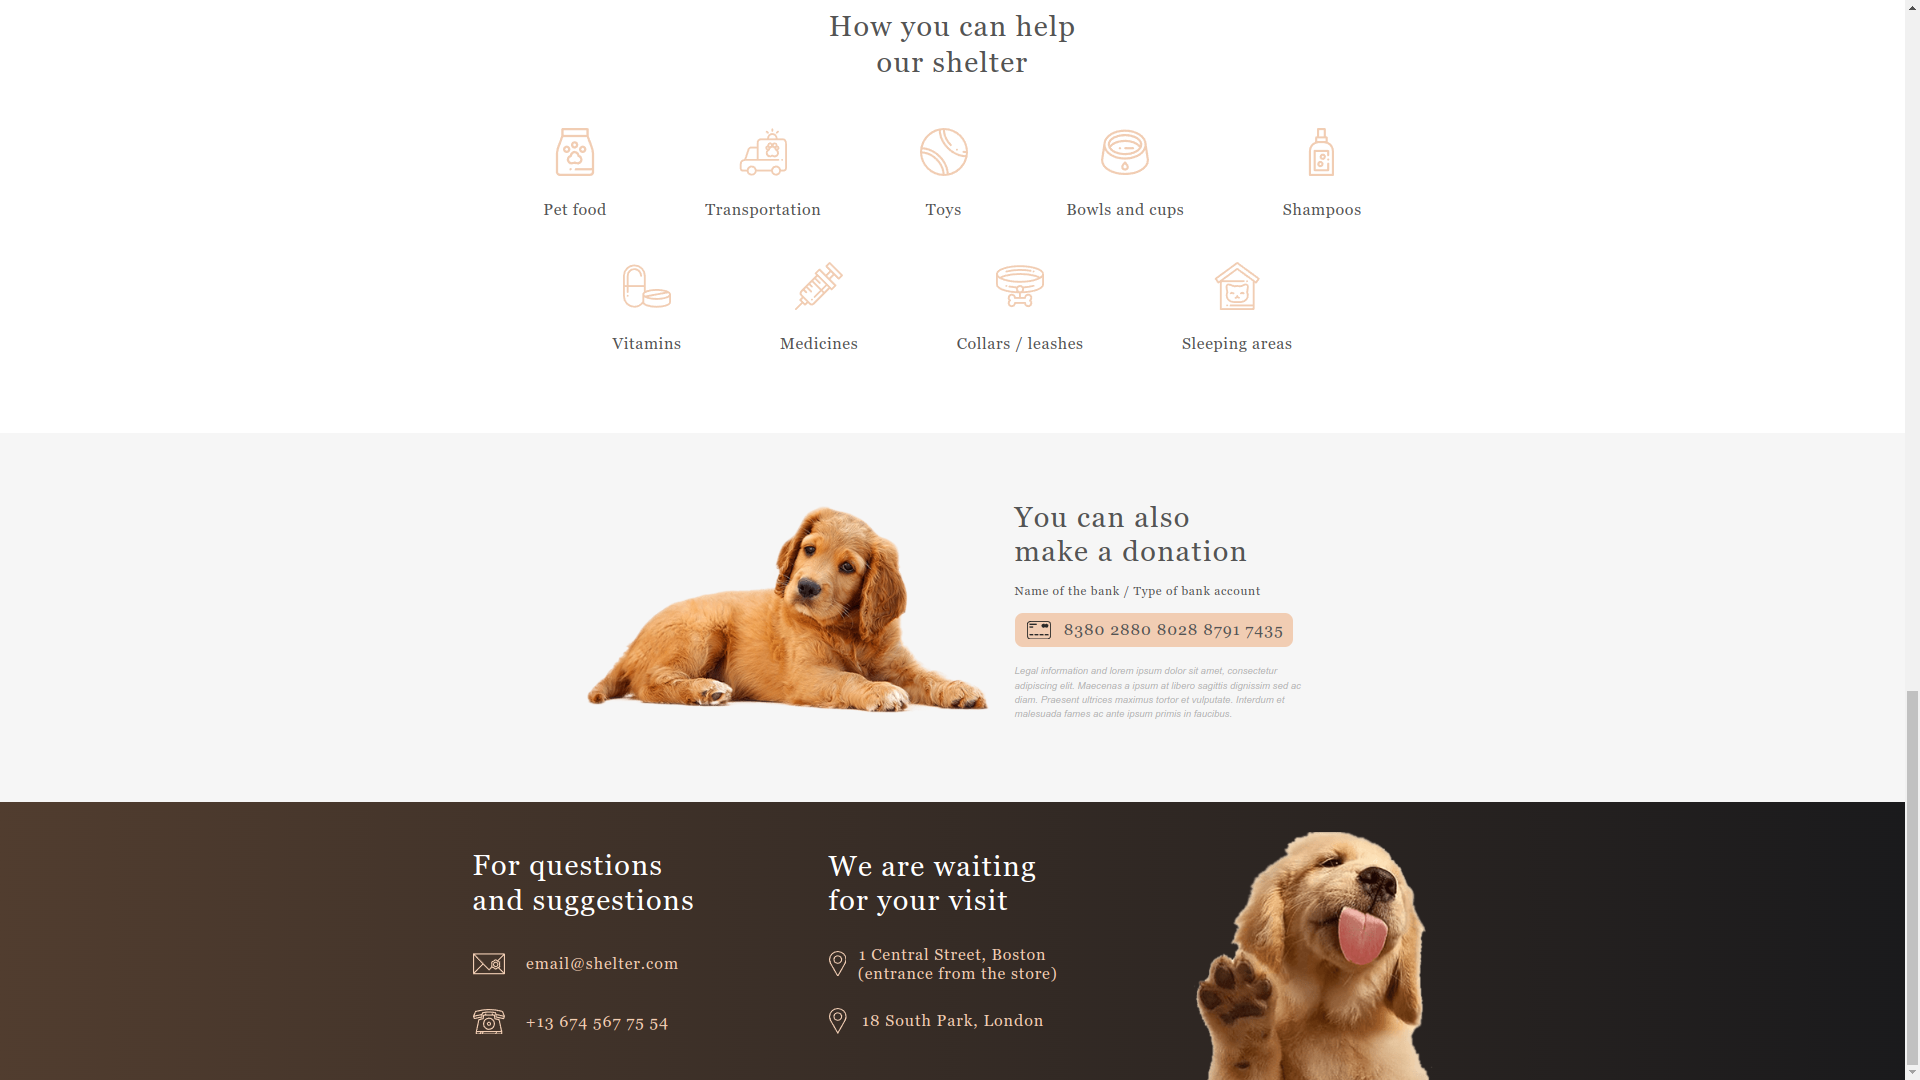 How you can help
our shelter
Pet food
Transportation
Toys
Bowls and cups
Shampoos
Vitamins
Medicines
Collars / leashes
Sleeping areas
You can also
make a donation
Name of the bank / Type of bank account
8380 2880 8028 8791 7435
Legal information and lorem ipsum dolor sit amet, consectetur
adipiscing elit. Maecenas a ipsum at libero sagittis dignissim sed ac
diam. Praesent ultrices maximus tortor et vulputate. Interdum et
malesuada fames ac ante ipsum primis in faucibus.
For questions
and suggestions
email@shelter.com
+13 674 567 75 54
We are waiting
for your visit
1 Central Street, Boston
(entrance from the store)
18 South Park, London